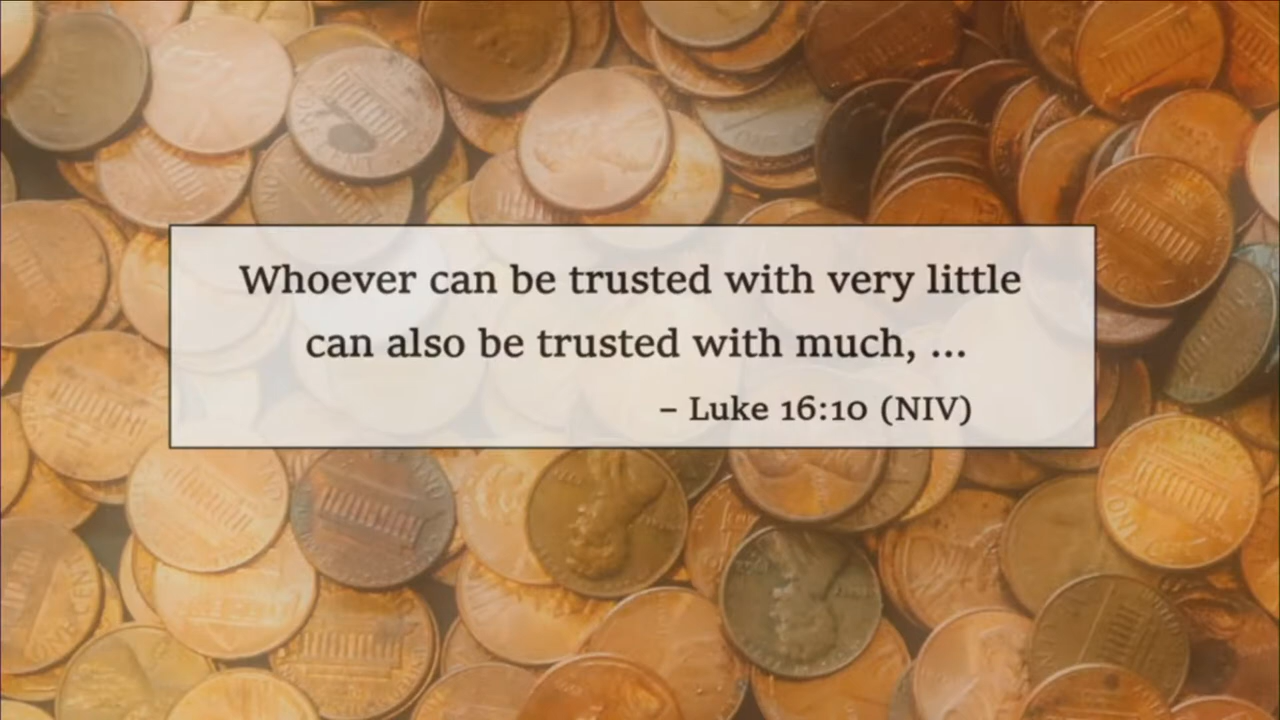 Whoever can be trusted with very little
can also be trusted with much, ...
– Luke 16:10 (NIV)